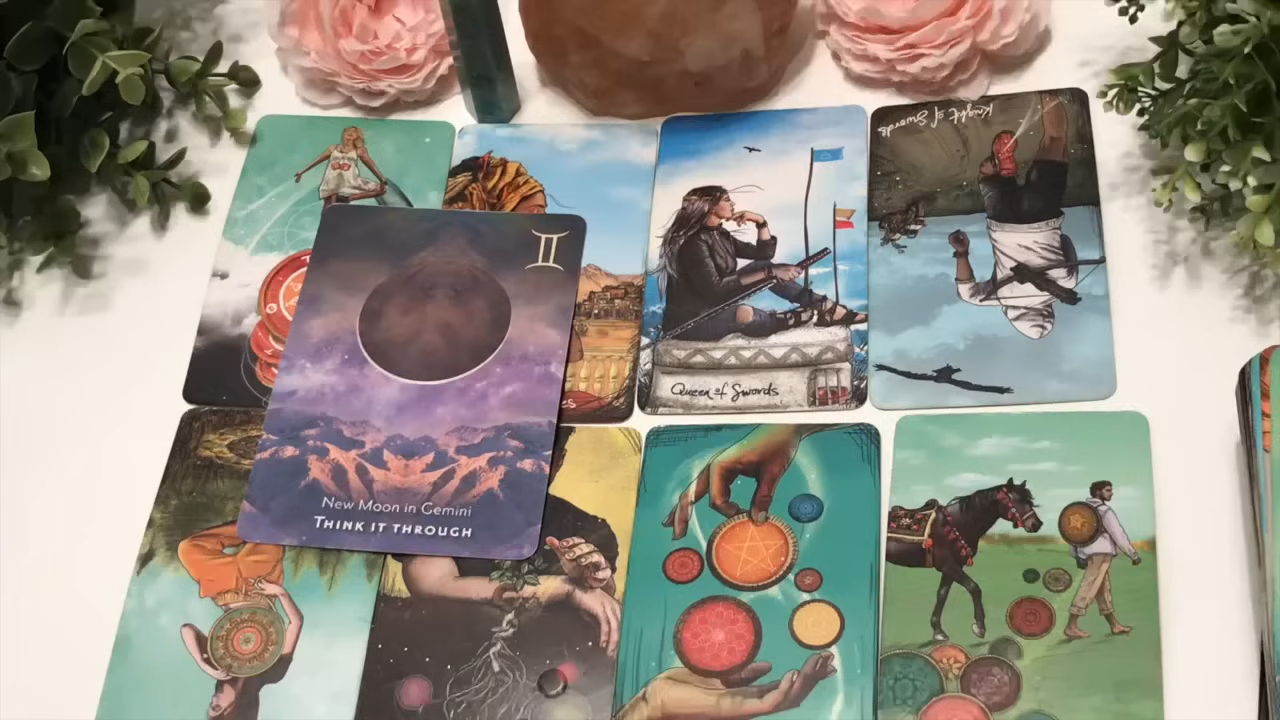 Knight of Swords
Queen of Swords
New Moon in Gemini
THINK IT THROUGH